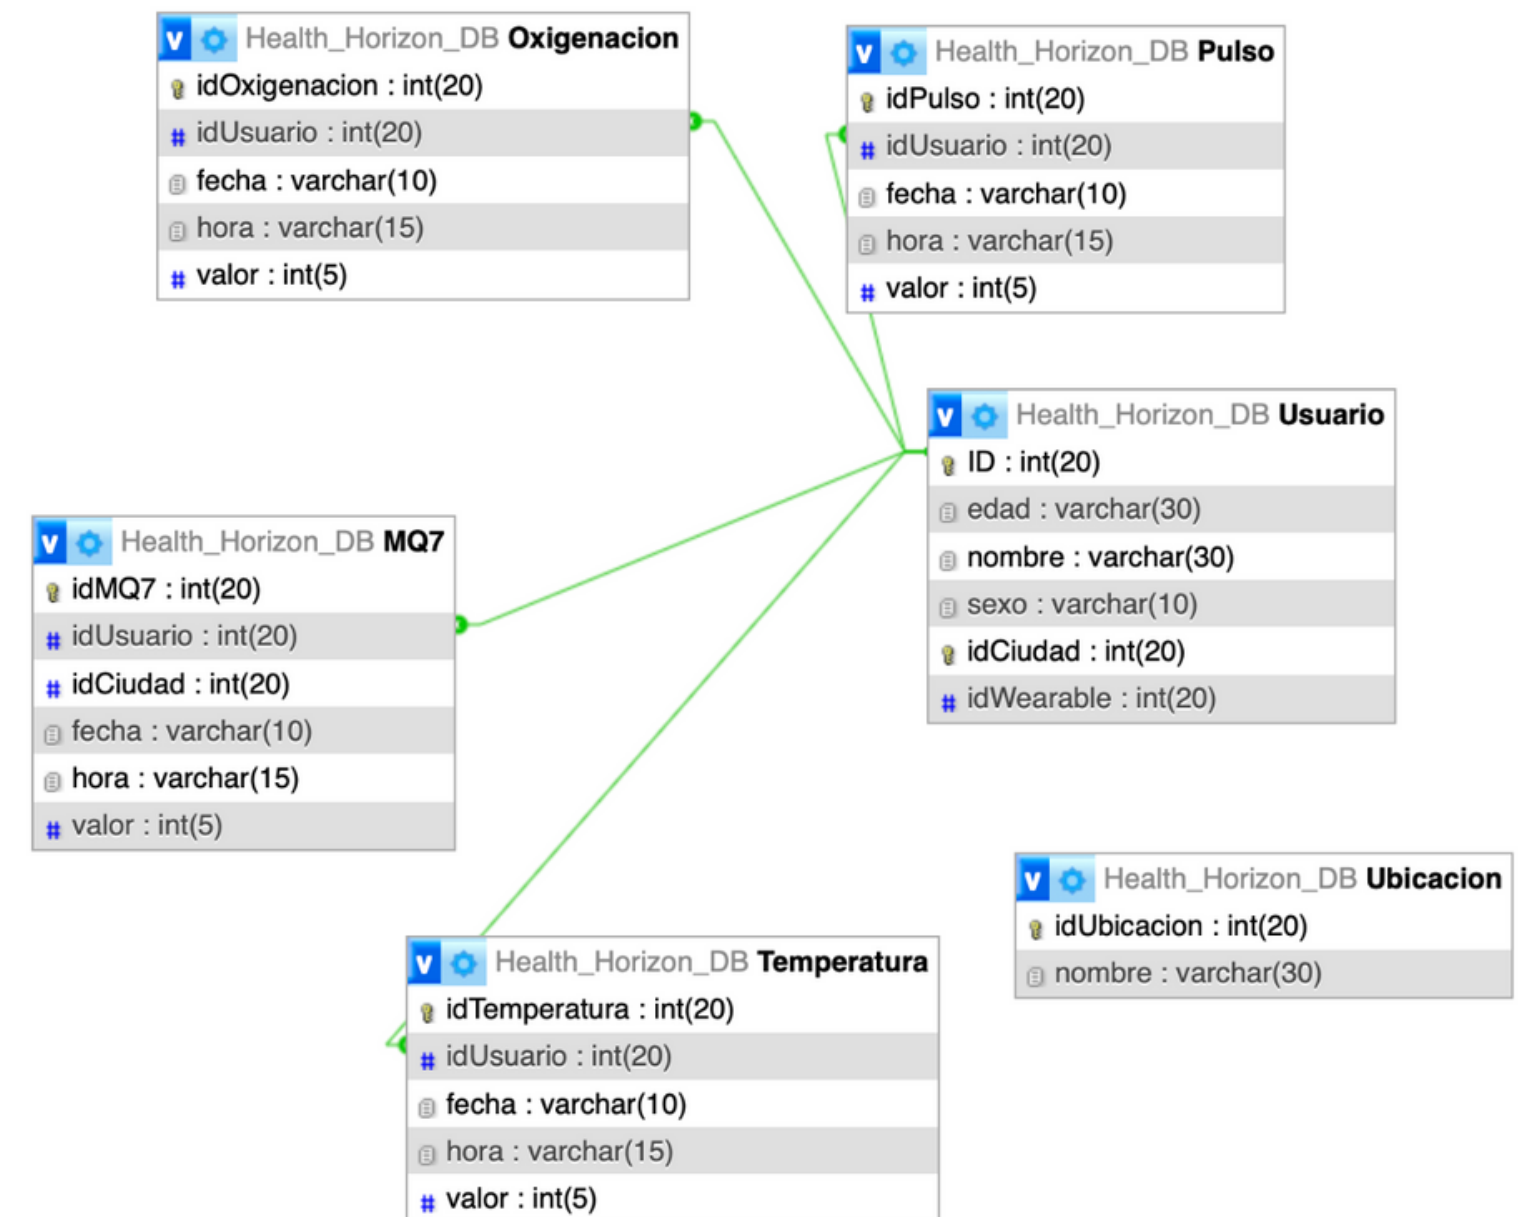 v Health_Horizon_DB Oxigenacion
idOxigenacion : int(20)
# idUsuario : int(20)
fecha : varchar(10)
hora : varchar(15)
# valor : int(5)
v Health_Horizon_DB Pulso
idPulso : int(20)
# idUsuario : int(20)
fecha : varchar(10)
hora : varchar(15)
# valor : int(5)
v Health_Horizon_DB Usuario
ID : int(20)
edad : varchar(30)
nombre : varchar(30)
sexo : varchar(10)
idCiudad : int(20)
# idWearable : int(20)
v Health_Horizon_DB MQ7
idMQ7 : int(20)
# idUsuario : int(20)
# idCiudad : int(20)
fecha : varchar(10)
hora : varchar(15)
# valor : int(5)
v Health_Horizon_DB Ubicacion
idUbicacion : int(20)
nombre : varchar(30)
v Health_Horizon_DB Temperatura
idTemperatura : int(20)
# idUsuario : int(20)
fecha : varchar(10)
hora : varchar(15)
# valor : int(5)